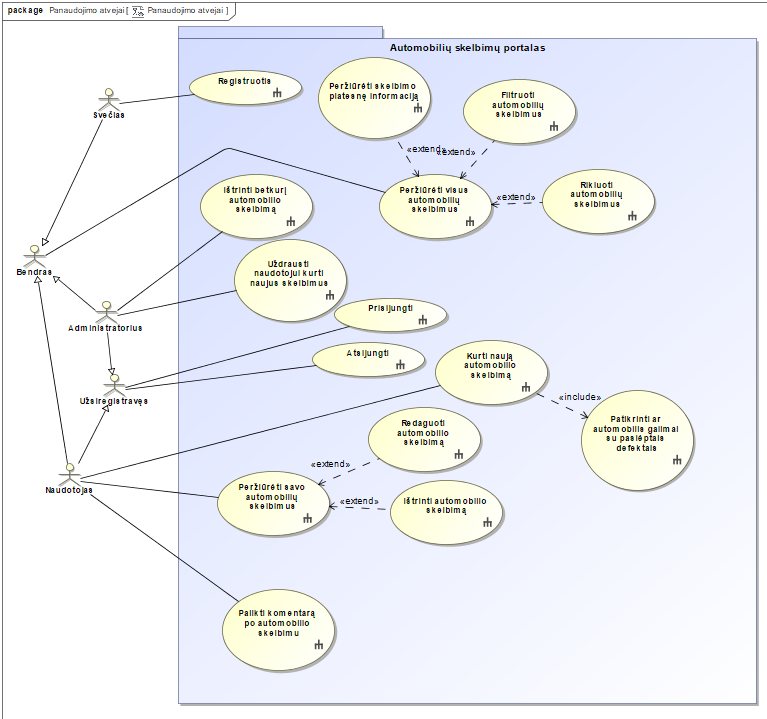 package Panaudojimo atvejai [ Panaudojimo atvejai ]
Automobilių skelbimų portalas
Registruotis
Peržiūrėti skelbimo
platesnę informaciją
Filtruoti
automobilių
skelbimus
Svečias
«extend»
«extend»
Ištrinti betkurį
automobilio
skelbimą
Peržiūrėti visus
automobilių
skelbimus
«extend»
Rikiuoti
automobilių
skelbimus
Bendras
Uždrausti
naudotojui kurti
naujus skelbimus
Administratorius
Prisijungti
Atsijungti
Kurti naują
automobilio
skelbimą
Užsiregistravęs
«include»
Patikrinti ar
automobilis galimai
su paslėptais
defektais
Redaguoti
automobilio
skelbimą
«extend»
Naudotojas
Peržiūrėti savo
automobilių
skelbimus
«extend»
Ištrinti automobilio
skelbimą
Palikti komentarą
po automobilio
skelbimu